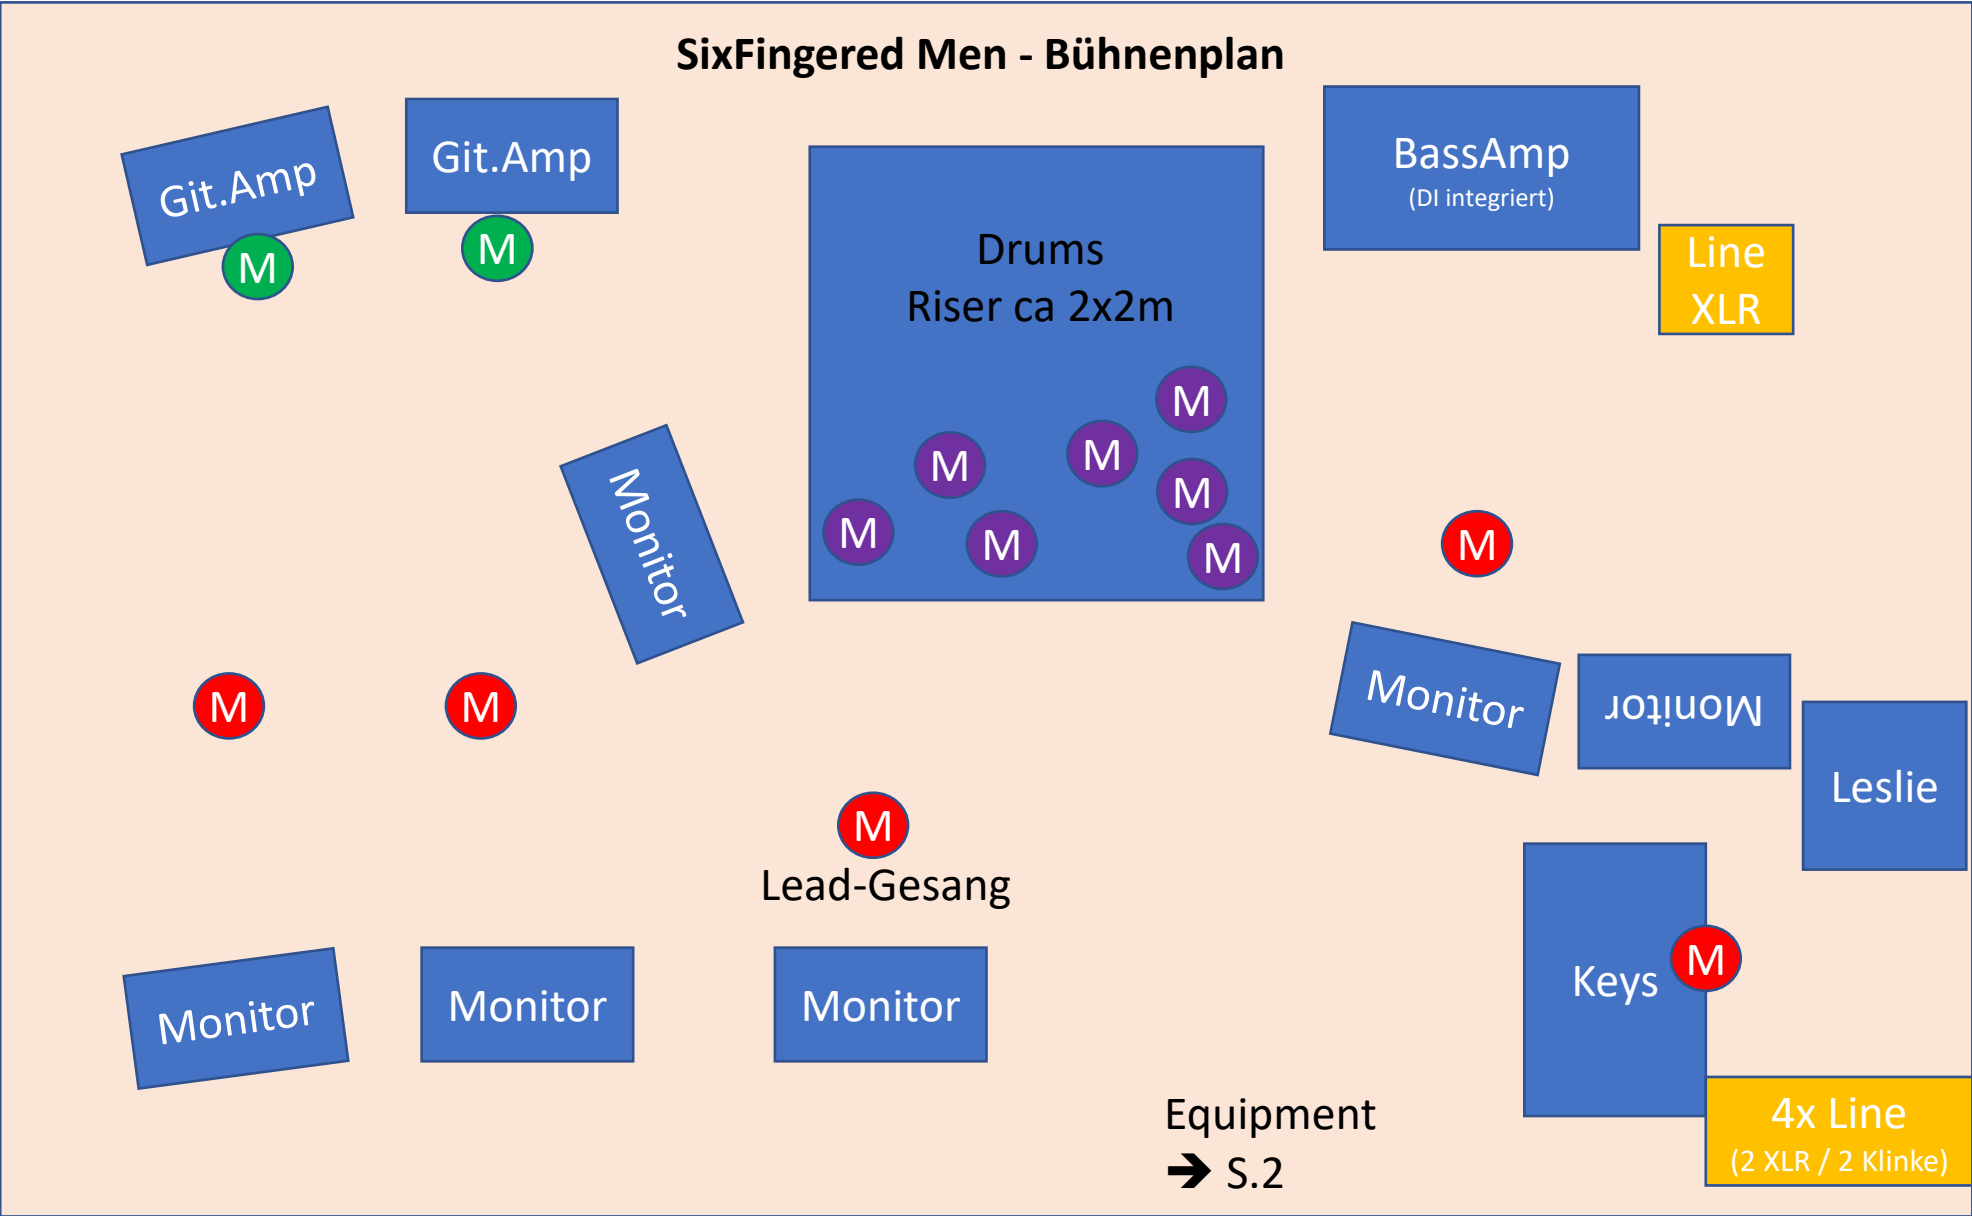 SixFingered Men - Bühnenplan
Git.Amp
M
Git.Amp
M
Drums
Riser ca 2x2m
M
M
M
M
M
M
M
BassAmp
(DI integriert)
Line
XLR
Monitor
M
M
M
M
Lead-Gesang
Monitor
Monitor
Leslie
Keys
M
Monitor
Monitor
Monitor
Equipment
🡺 S.2
4x Line
(2 XLR / 2 Klinke)